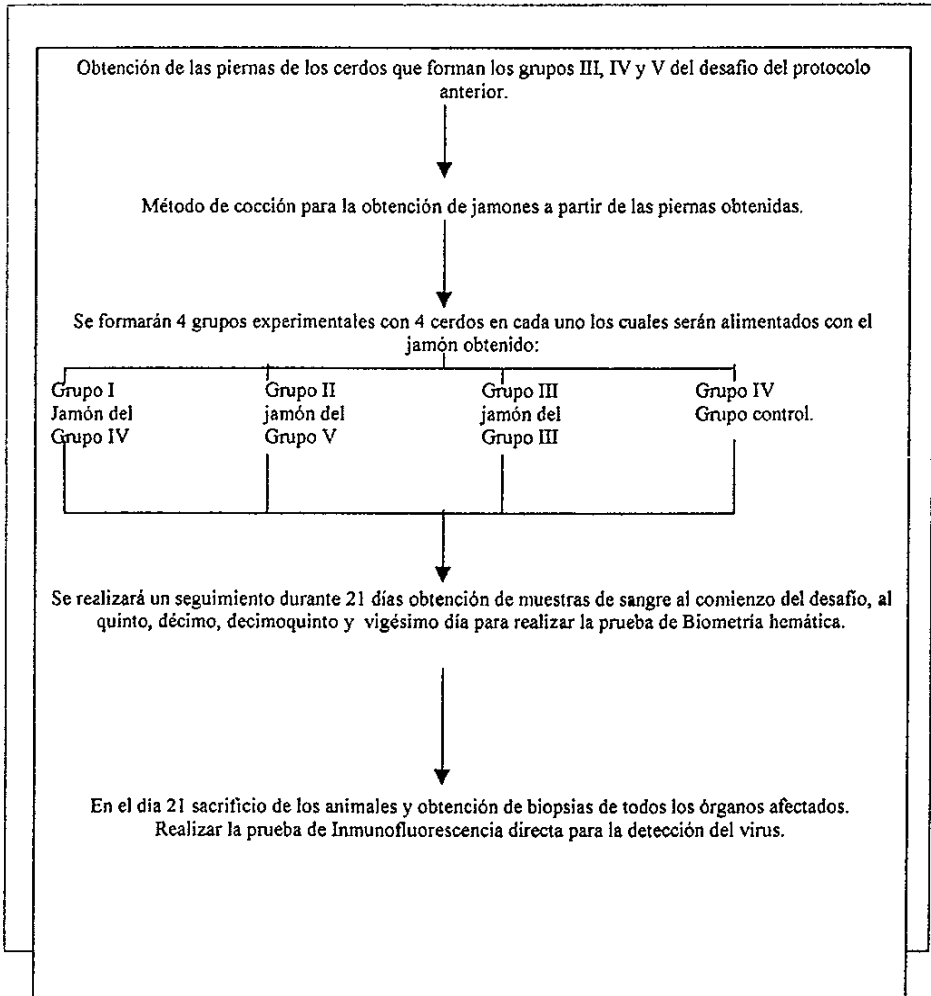 Obtención de las piernas de los cerdos que forman los grupos III, IV y V del desafio del protocolo
anterior.
Método de cocción para la obtención de jamones a partir de las piernas obtenidas.
Se formarán 4 grupos experimentales con 4 cerdos en cada uno los cuales serán alimentados con el
jamón obtenido:
Grupo I
Jamón del
Grupo IV
Grupo II
jamón del
Grupo V
Grupo III
jamón del
Grupo III
Grupo IV
Grupo control.
Se realizará un seguimiento durante 21 días obtención de muestras de sangre al comienzo del desafío, al
quinto, décimo, decimoquinto y vigésimo día para realizar la prueba de Biometría hemática.
En el día 21 sacrificio de los animales y obtención de biopsias de todos los órganos afectados.
Realizar la prueba de Inmunofluorescencia directa para la detección del virus.